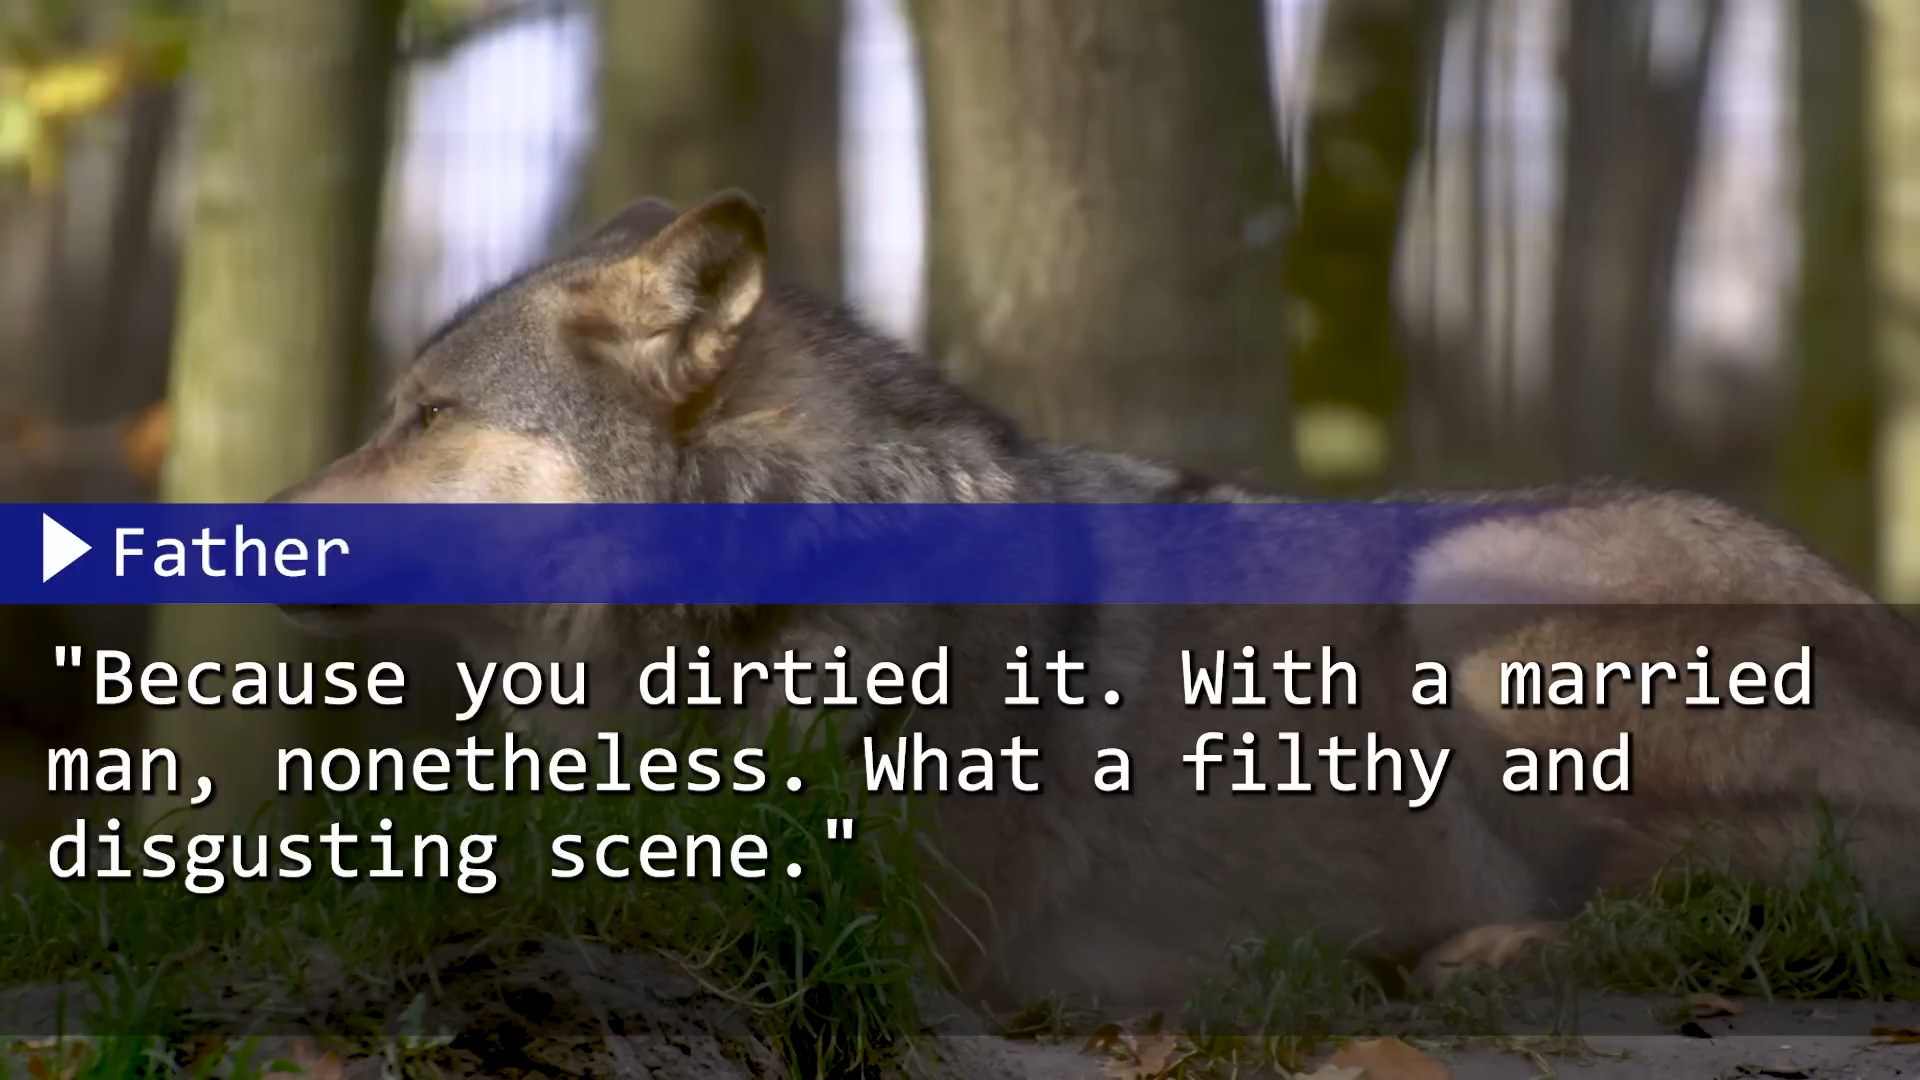 Father
"Because you dirtied it. With a married
man, nonetheless. What a filthy and
disgusting scene."